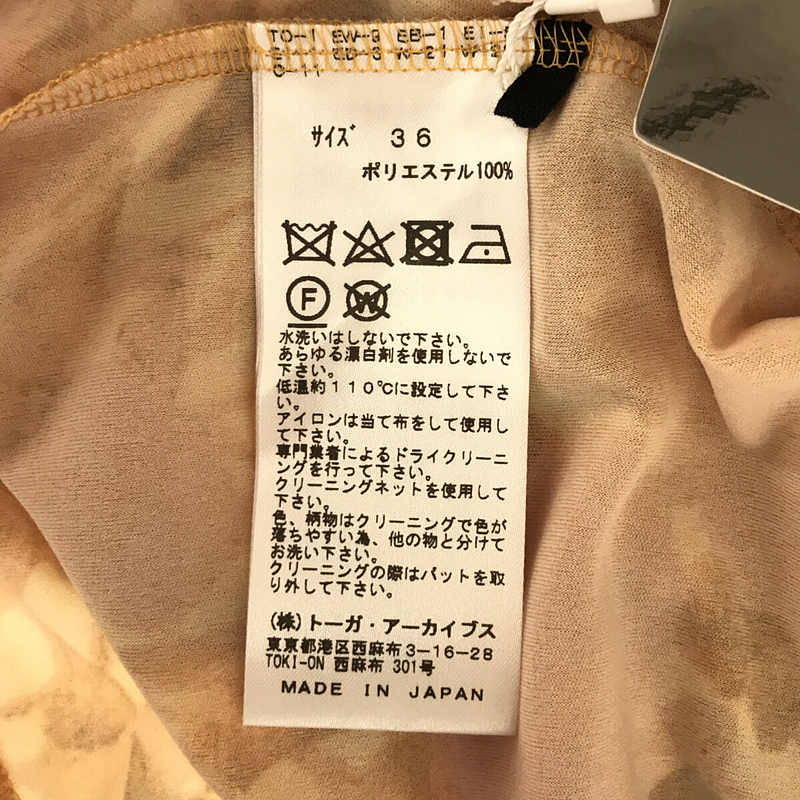 TO-1 EW-9 EB-1
サイズ 36
ポリエステル100%
F
W
水洗いはしないで下さい。
あらゆる漂白剤を使用しないで
下さい。
低温約110℃に設定して下さ
い。
アイロンは当て布をして使用し
て下さい。
専門業者によるドライクリーニ
ングを行って下さい。
クリーニングネットを使用して
下さい。
色、柄物はクリーニングで色が
落ちやすい為、他の物と分けて
お洗い下さい。
クリーニングの際はパットを取
り外して下さい。
(株)トーガ・アーカイブス
東京都港区西麻布3-16-28
TOKI-ON 西麻布 301号
MADE IN JAPAN